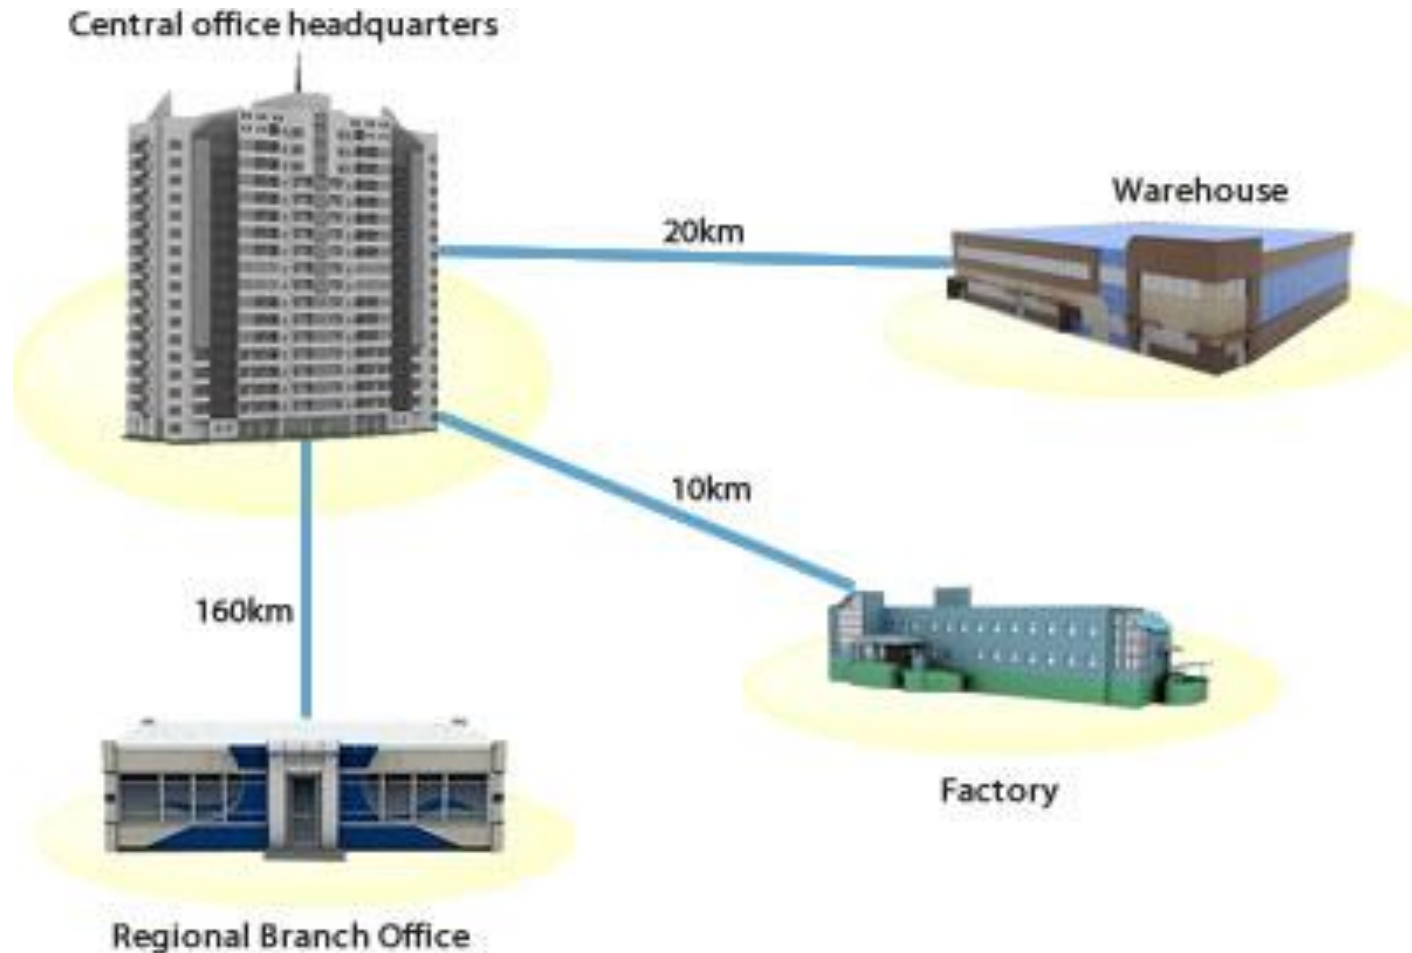 Central office headquarters
Warehouse
20km
10km
160km
Factory
Regional Branch Office